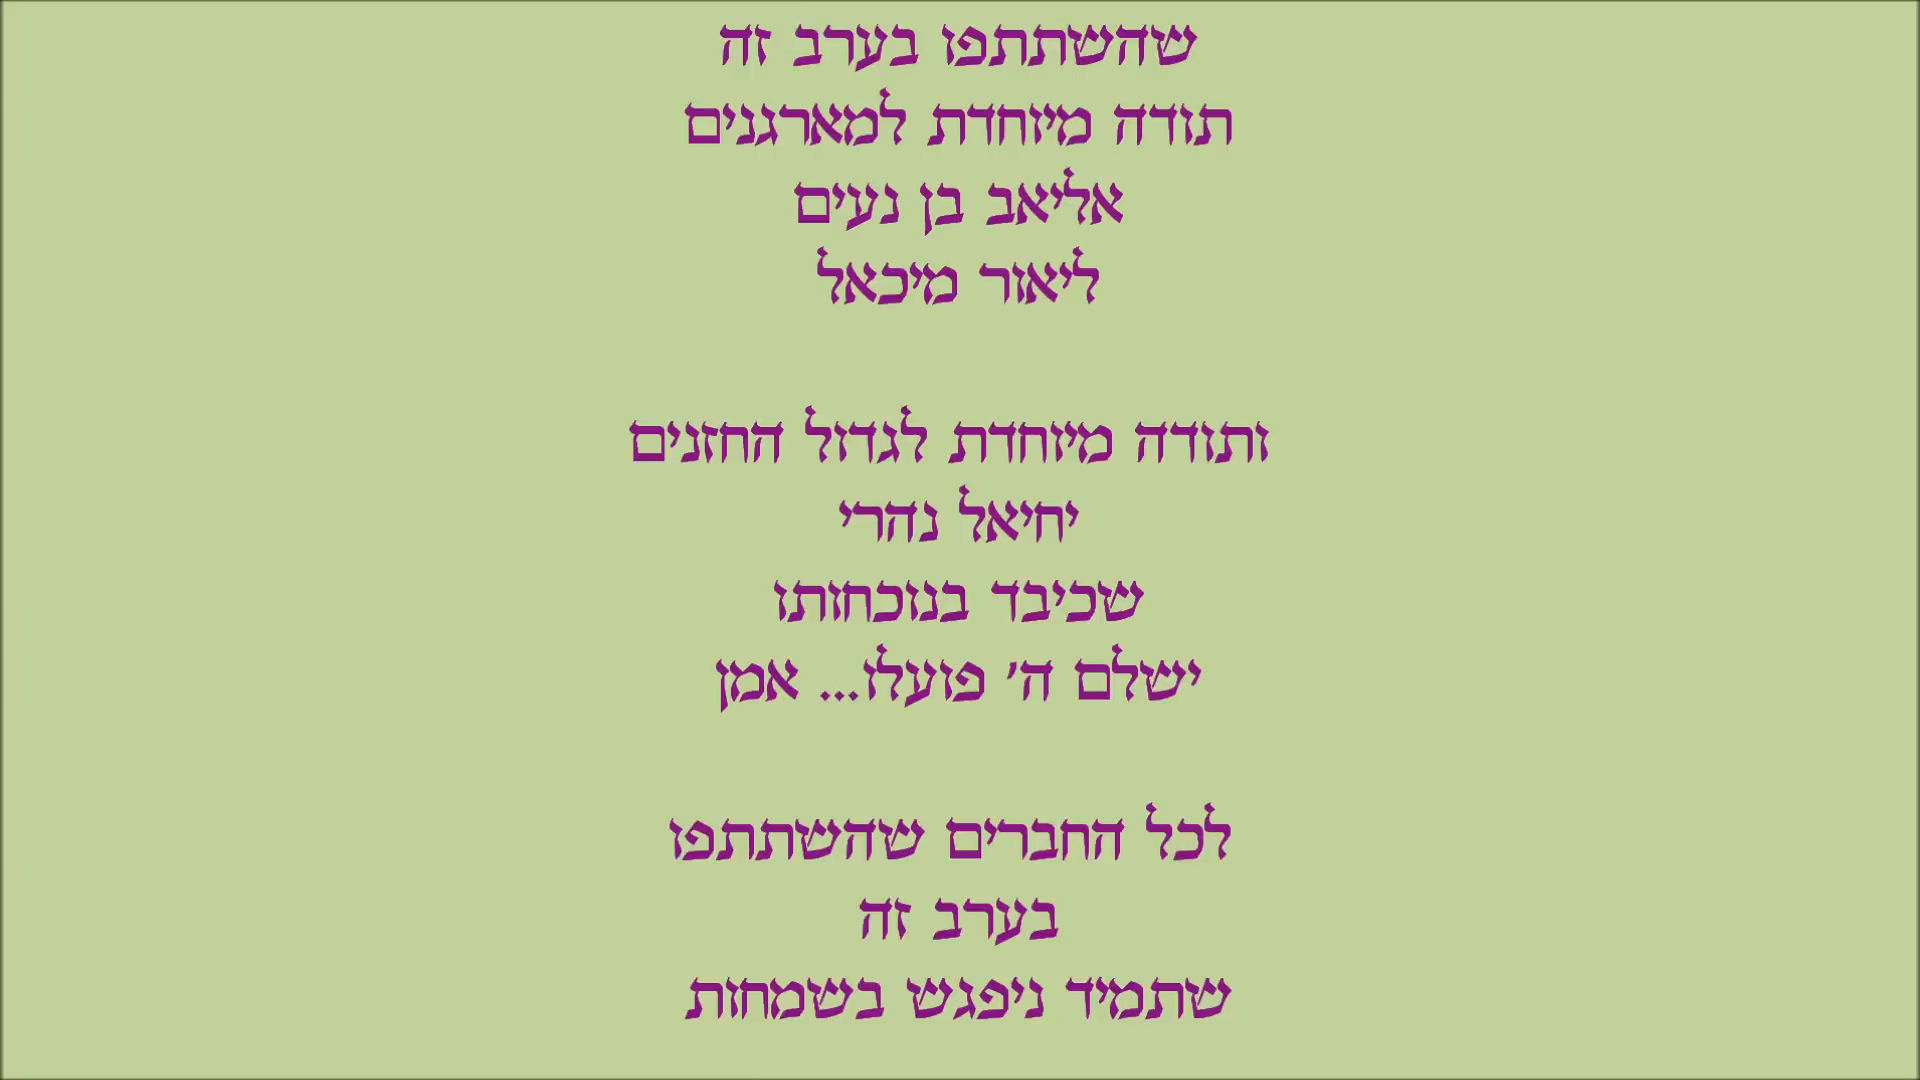 שהשתתפו בערב זה
תודה מיוחדת למארגנים
אליאב בן נעים
ליאור מיכאל
ותודה מיוחדת לגדול החזנים
יחיאל נהרי
שכיבד בנוכחותו
ישלם ה' פועלו... אמן
לכל החברים שהשתתפו
בערב זה
שתמיד ניפגש בשמחות